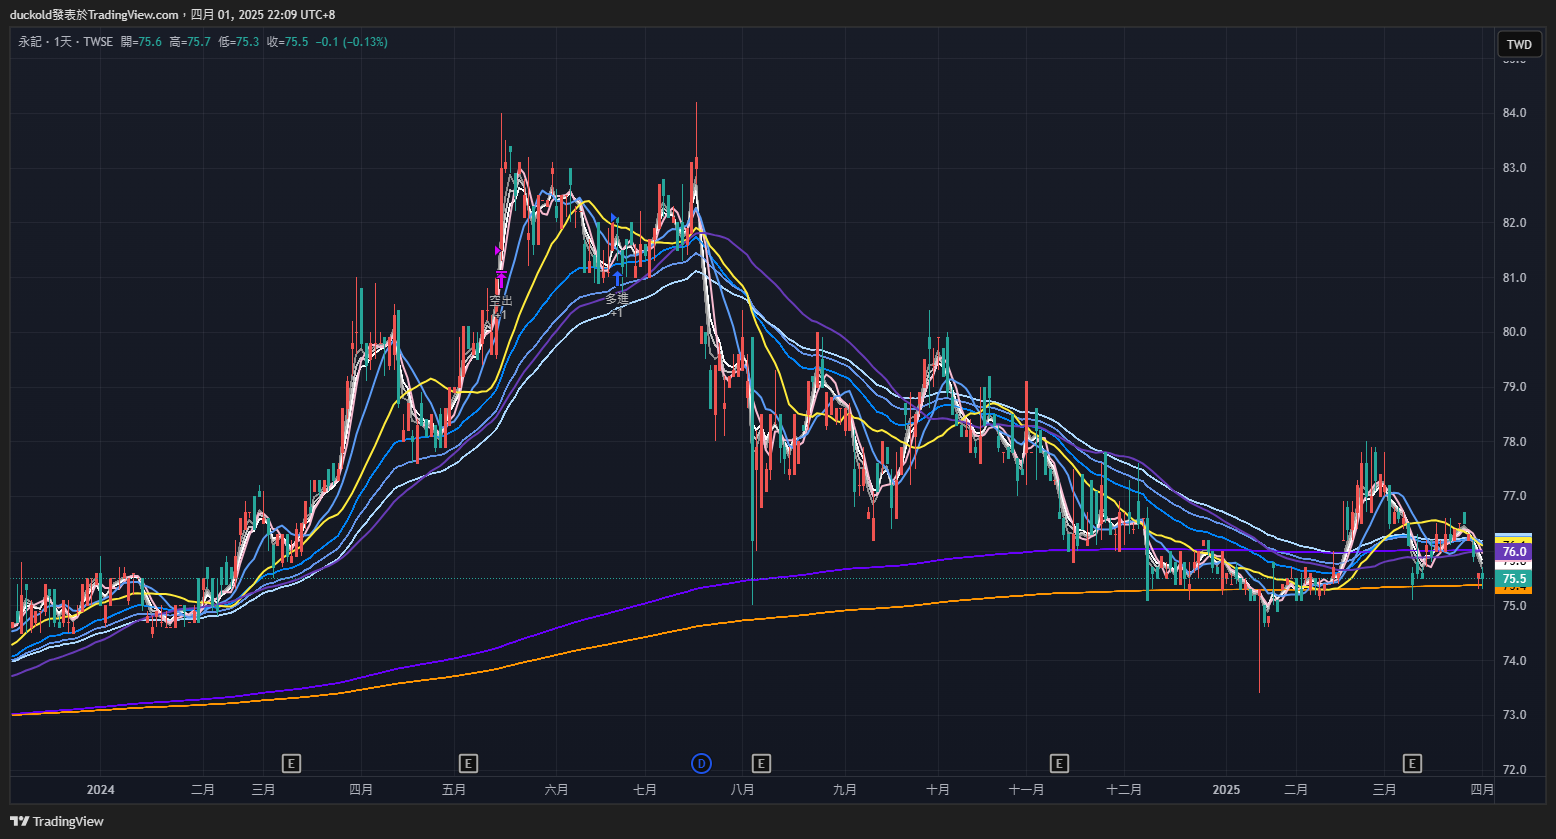 duckold發表於TradingView.com，四月 01, 2025 22:09 UTC+8
永記 · 1天 · TWSE 開=75.6 高=75.7 低=75.3 收=75.5 −0.1 (−0.13%)
TWD
84.0
83.0
82.0
81.0
80.0
79.0
78.0
77.0
76.0
75.5
75.0
74.0
73.0
72.0
空出
+1
多進
+1
E E D E E E
2024 二月 三月 四月 五月 六月 七月 八月 九月 十月 十一月 十二月 2025 二月 三月 四月
TradingView